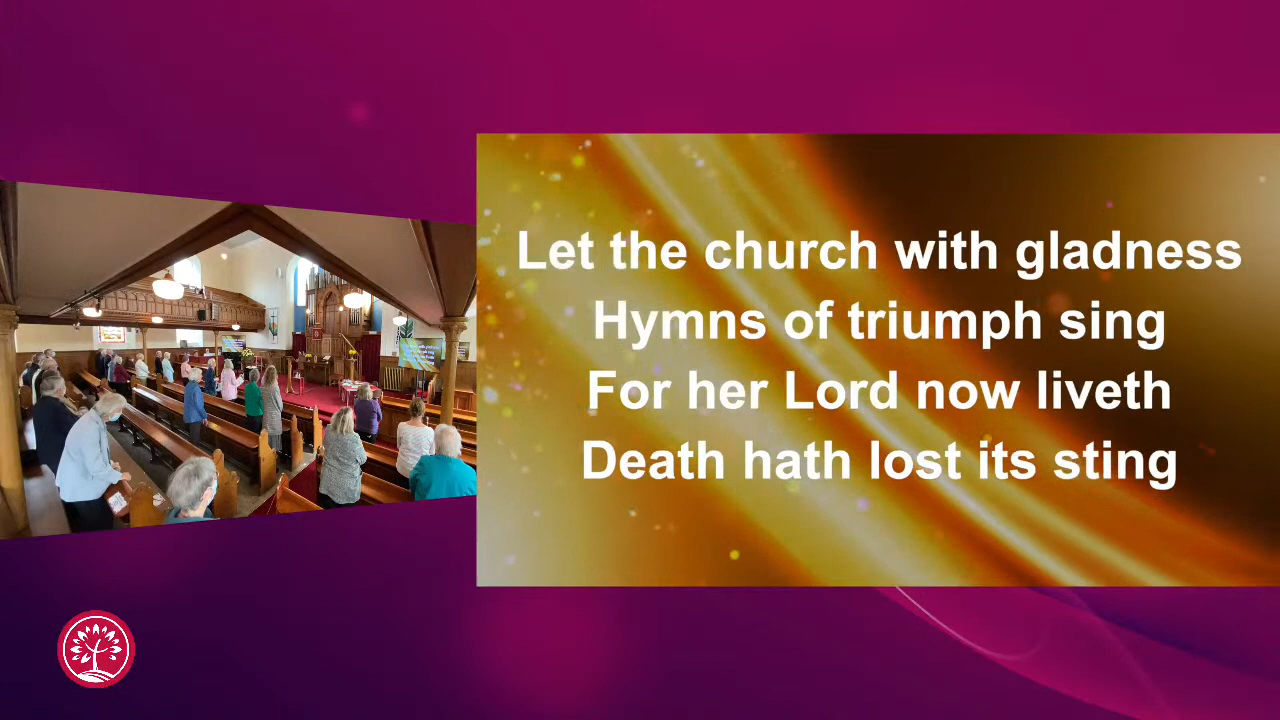 Let the church with gladness
Hymns of triumph sing
For her Lord now liveth
Death hath lost its sting